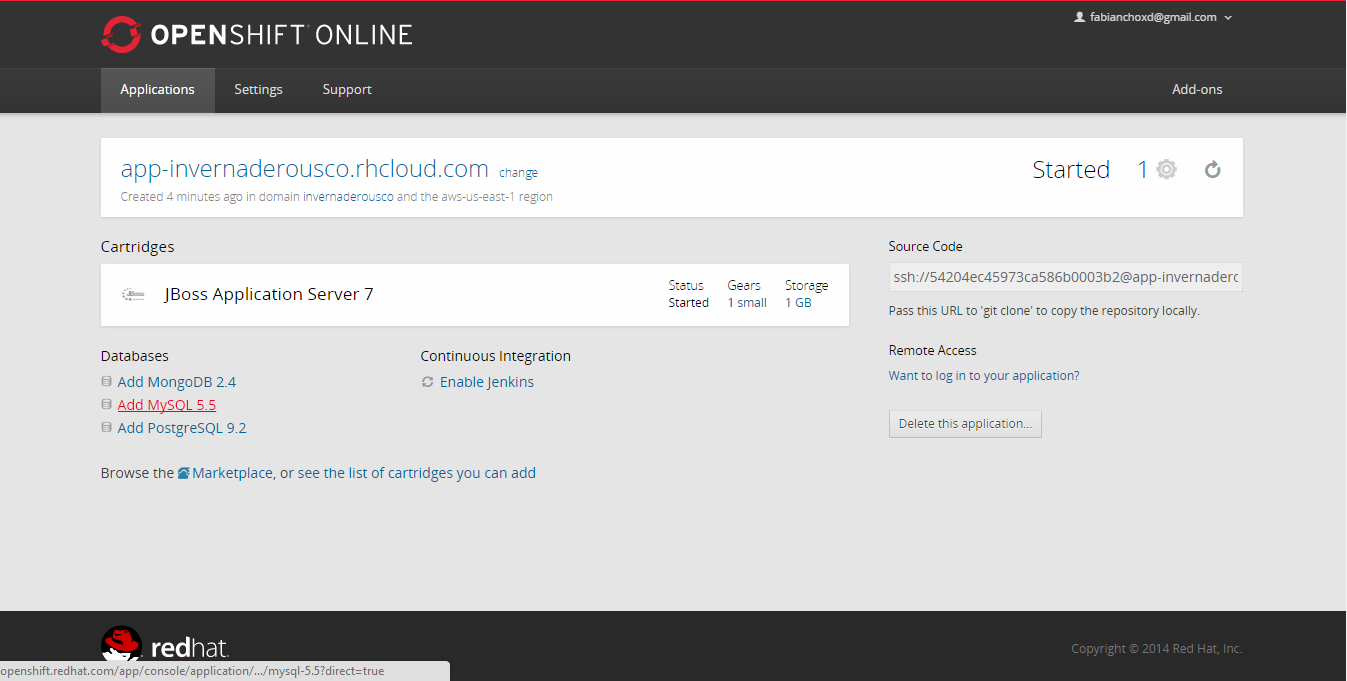 OPENSHIFT ONLINE
fabianchoxd@gmail.com
Applications
Settings
Support
Add-ons
app-invernaderousco.rhcloud.com change
Started 1
Created 4 minutes ago in domain invernaderousco and the aws-us-east-1 region
Cartridges
JBoss
JBoss Application Server 7
Status
Started
Gears
1 small
Storage
1 GB
Databases
Add MongoDB 2.4
Add MySQL 5.5
Add PostgreSQL 9.2
Continuous Integration
Enable Jenkins
Browse the Marketplace, or see the list of cartridges you can add
Source Code
ssh://54204ec45973ca586b0003b2@app-invernaderc
Pass this URL to 'git clone' to copy the repository locally.
Remote Access
Want to log in to your application?
Delete this application...
redhat.
Copyright © 2014 Red Hat, Inc.
openshift.redhat.com/app/console/application/.../mysql-5.5?direct=true